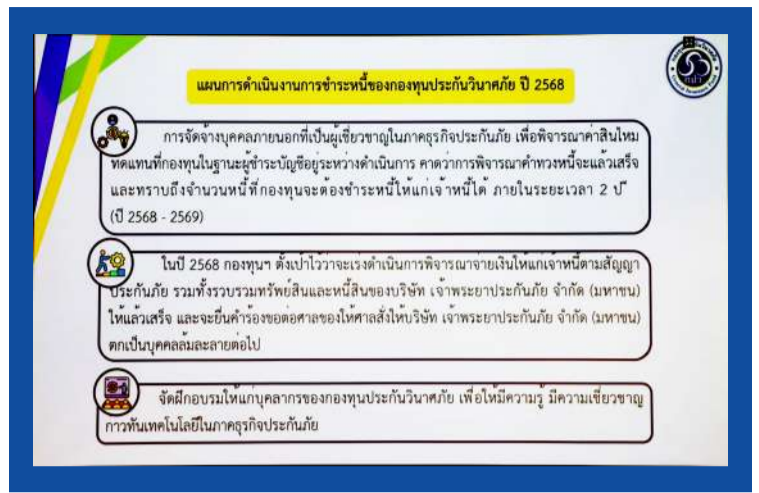 แผนการดำเนินงานการชำระหนี้ของกองทุนประกันวินาศภัย ปี 2568
การจัดจ้างบุคคลภายนอกที่เป็นผู้เชี่ยวชาญในภาคธุรกิจประกันภัย เพื่อพิจารณาค่าสินไหม
ทดแทนที่กองทุนในฐานะผู้ชำระบัญชีอยู่ระหว่างดำเนินการ คาดว่าการพิจารณาคำทวงหนี้จะแล้วเสร็จ
และทราบถึงจำนวนหนี้ที่กองทุนจะต้องชำระหนี้ให้แก่เจ้าหนี้ได้ ภายในระยะเวลา 2 ปี
(ปี 2568 - 2569)
ในปี 2568 กองทุนฯ ตั้งเป้าไว้ว่าจะเร่งดำเนินการพิจารณาจ่ายเงินให้แก่เจ้าหนี้ตามสัญญา
ประกันภัย รวมทั้งรวบรวมทรัพย์สินและหนี้สินของบริษัท เจ้าพระยาประกันภัย จำกัด (มหาชน)
ให้แล้วเสร็จ และจะยื่นคำร้องขอต่อศาลของให้ศาลสั่งให้บริษัท เจ้าพระยาประกันภัย จำกัด (มหาชน)
ตกเป็นบุคคลล้มละลายต่อไป
จัดฝึกอบรมให้แก่บุคลากรของกองทุนประกันวินาศภัย เพื่อให้มีความรู้ มีความเชี่ยวชาญ
ก้าวทันเทคโนโลยีในภาคธุรกิจประกันภัย